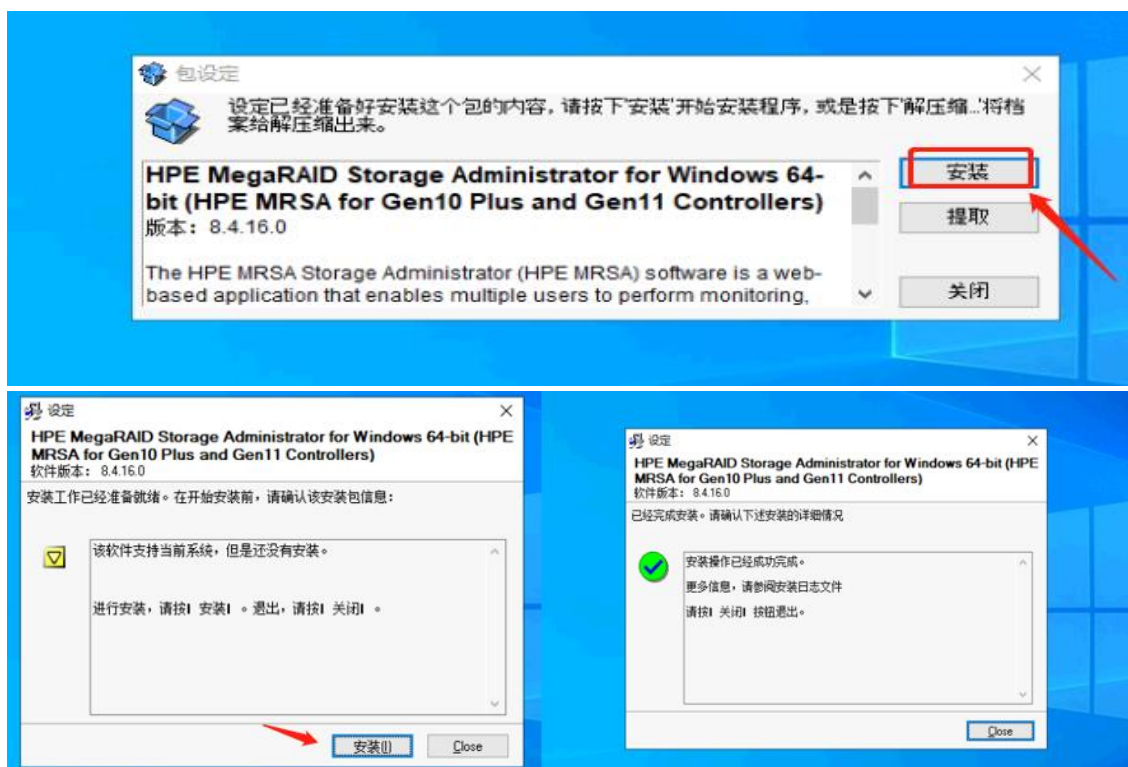 包设定
设定已经准备好安装这个包的内容，请按下'安装'开始安装程序，或是按下'解压缩...'将档
案给解压缩出来。
HPE MegaRAID Storage Administrator for Windows 64-
bit (HPE MRSA for Gen10 Plus and Gen11 Controllers)
版本： 8.4.16.0
The HPE MRSA Storage Administrator (HPE MRSA) software is a web-
based application that enables multiple users to perform monitoring,
安装
提取
关闭
设定
HPE MegaRAID Storage Administrator for Windows 64-bit (HPE
MRSA for Gen10 Plus and Gen11 Controllers)
软件版本： 8.4.16.0
安装工作已经准备就绪。在开始安装前，请确认该安装包信息：
该软件支持当前系统，但是还没有安装。
进行安装，请按I 安装I 。退出，请按I 关闭I 。
安装(I)
Close
设定
HPE MegaRAID Storage Administrator for Windows 64-bit (HPE
MRSA for Gen10 Plus and Gen11 Controllers)
软件版本： 8.4.16.0
已经完成安装。请确认下述安装的详细情况
安装操作已经成功完成。
更多信息，请参阅安装日志文件
请按I 关闭I 按钮退出。
Close